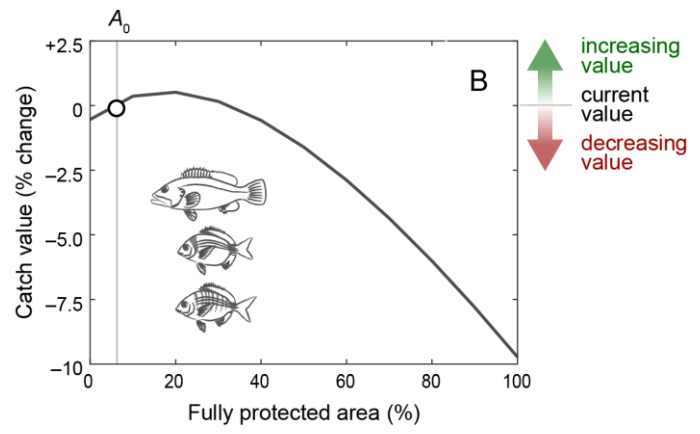 A0
+2.5
0
−2.5
−5.0
−7.5
−10
Catch value (% change)
B
0
20
40
60
80
100
Fully protected area (%)
increasing
value
current
value
decreasing
value